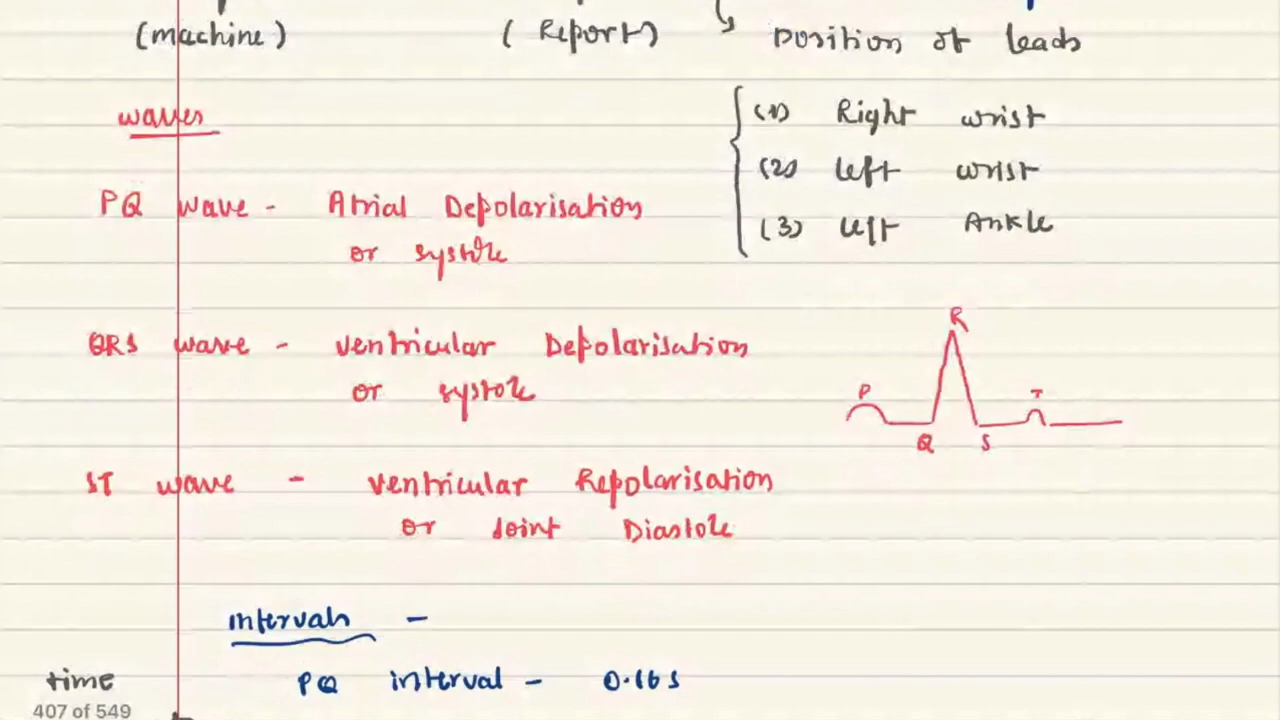 (machine)
( Report)
Position of leads
waves
(1) Right wrist
(2) left wrist
(3) left Ankle
PQ wave - Atrial Depolarisation
or systole
QRS wave - ventricular Depolarisation
or systole
R
P
T
Q
S
ST wave - ventricular Repolarisation
or Joint Diastole
intervals -
PQ interval - 0.16s
time
407 of 549